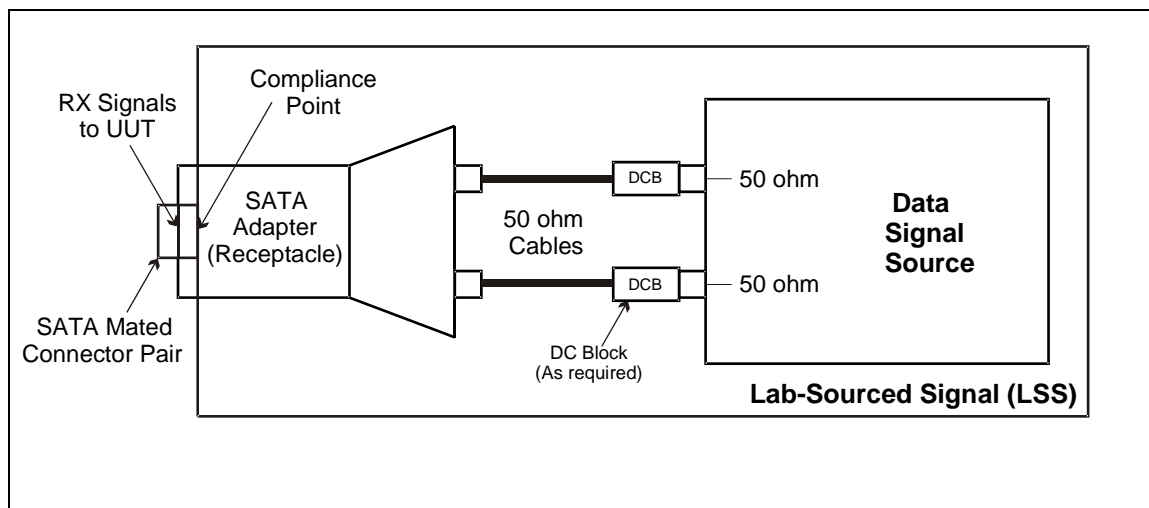 RX Signals
to UUT
Compliance
Point
SATA
Adapter
(Receptacle)
SATA Mated
Connector Pair
50 ohm
Cables
DCB
DCB
DC Block
(As required)
50 ohm
50 ohm
Data
Signal
Source
Lab-Sourced Signal (LSS)